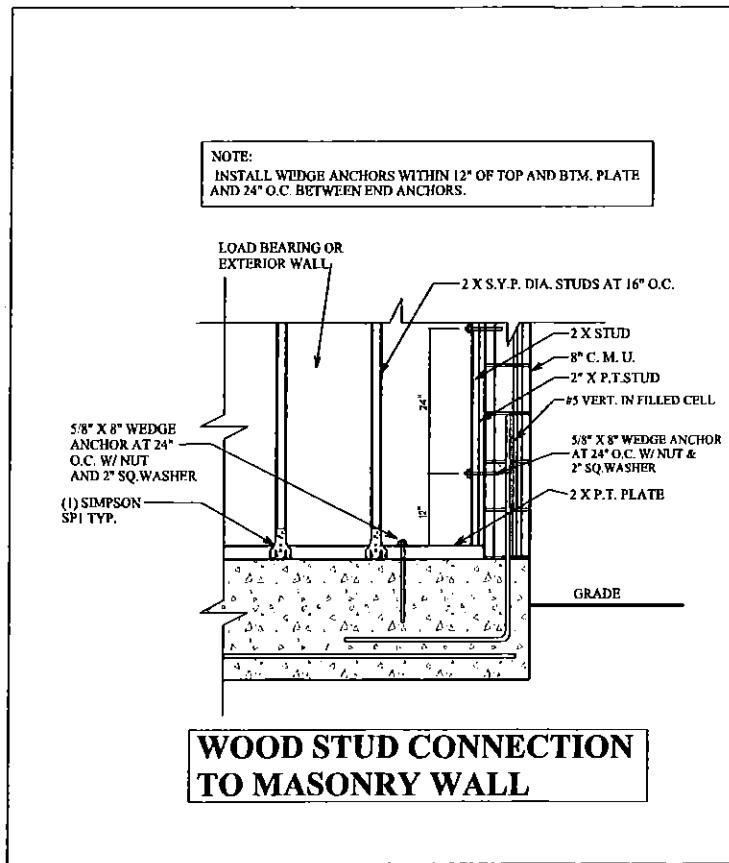 NOTE:
INSTALL WEDGE ANCHORS WITHIN 12" OF TOP AND BTM. PLATE
AND 24" O.C. BETWEEN END ANCHORS.
LOAD BEARING OR
EXTERIOR WALL
2 X S.Y.P. DIA. STUDS AT 16" O.C.
2 X STUD
8" C. M. U.
2" X P.T.STUD
#5 VERT. IN FILLED CELL
24"
5/8" X 8" WEDGE
ANCHOR AT 24"
O.C. W/ NUT
AND 2" SQ.WASHER
5/8" X 8" WEDGE ANCHOR
AT 24" O.C. W/ NUT &
2" SQ.WASHER
2 X P.T. PLATE
12"
(1) SIMPSON
SP1 TYP.
GRADE
WOOD STUD CONNECTION
TO MASONRY WALL